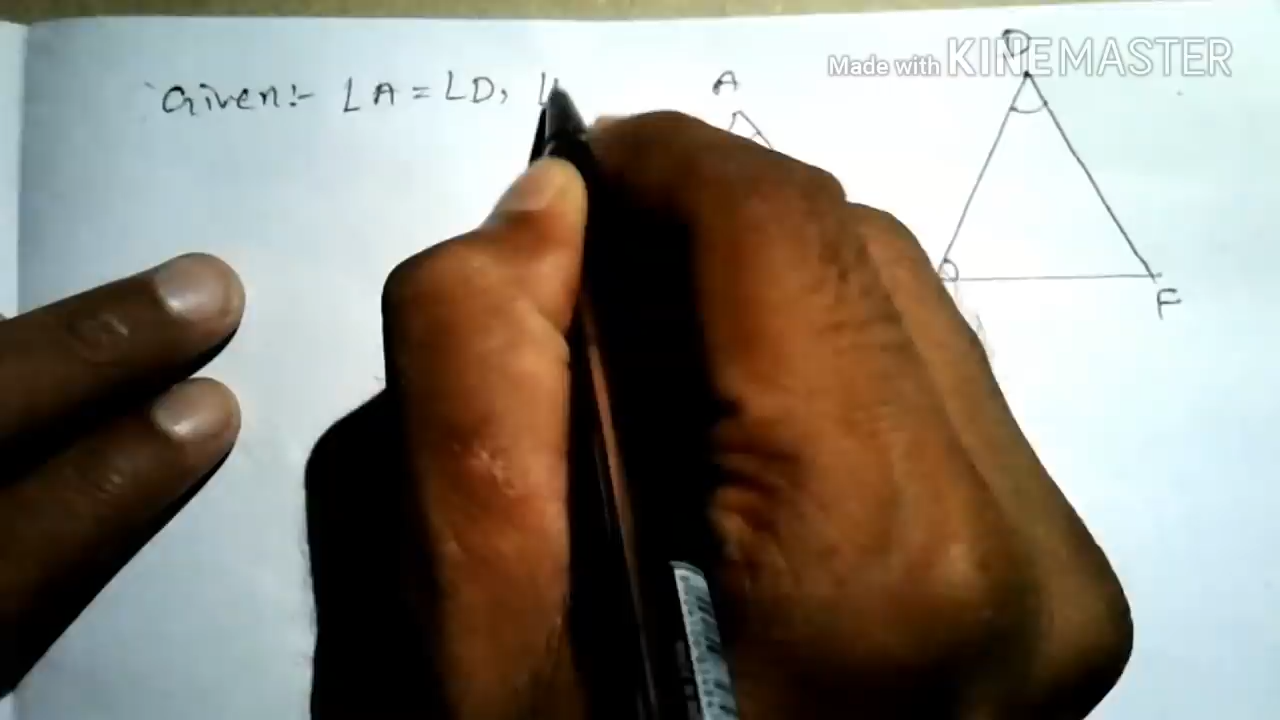 Made with KINEMASTER
D
A
Given:- ∠A = ∠D, ∠
F